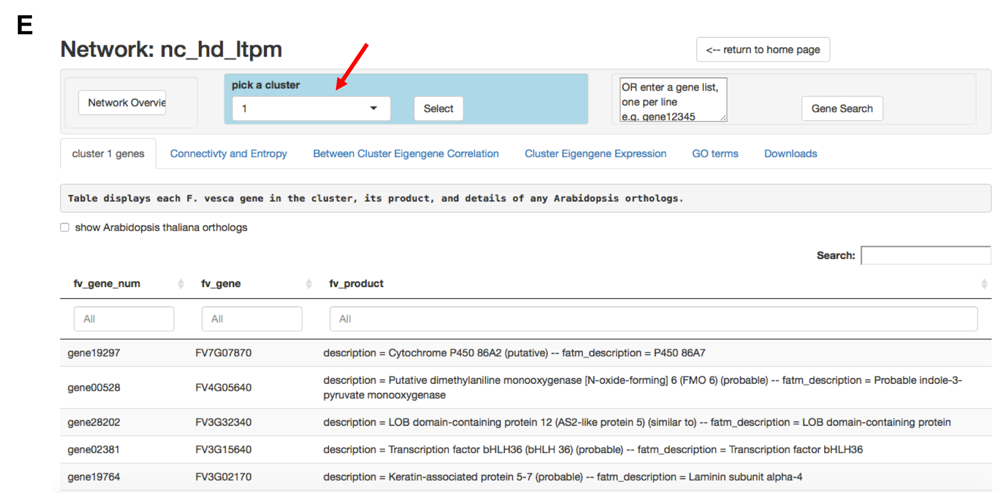 E
Network: nc_hd_ltpm
<-- return to home page
Network Overvie
pick a cluster
1
Select
OR enter a gene list,
one per line
e.g. gene12345
Gene Search
cluster 1 genes
Connectivty and Entropy
Between Cluster Eigengene Correlation
Cluster Eigengene Expression
GO terms
Downloads
Table displays each F. vesca gene in the cluster, its product, and details of any Arabidopsis orthologs.
show Arabidopsis thaliana orthologs
Search:
fv_gene_num fv_gene fv_product
All All All
gene19297 FV7G07870 description = Cytochrome P450 86A2 (putative) -- fatm_description = P450 86A7
gene00528 FV4G05640 description = Putative dimethylaniline monooxygenase [N-oxide-forming] 6 (FMO 6) (probable) -- fatm_description = Probable indole-3-
pyruvate monooxygenase
gene28202 FV3G32340 description = LOB domain-containing protein 12 (AS2-like protein 5) (similar to) -- fatm_description = LOB domain-containing protein
gene02381 FV3G15640 description = Transcription factor bHLH36 (bHLH 36) (probable) -- fatm_description = Transcription factor bHLH36
gene19764 FV3G02170 description = Keratin-associated protein 5-7 (probable) -- fatm_description = Laminin subunit alpha-4